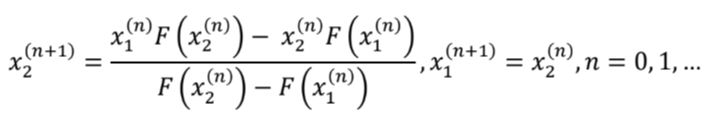 x_2^{(n+1)} = \frac{x_1^{(n)} F\left(x_2^{(n)}\right) - x_2^{(n)} F\left(x_1^{(n)}\right)}{F\left(x_2^{(n)}\right) - F\left(x_1^{(n)}\right)}, x_1^{(n+1)} = x_2^{(n)}, n = 0, 1, ...